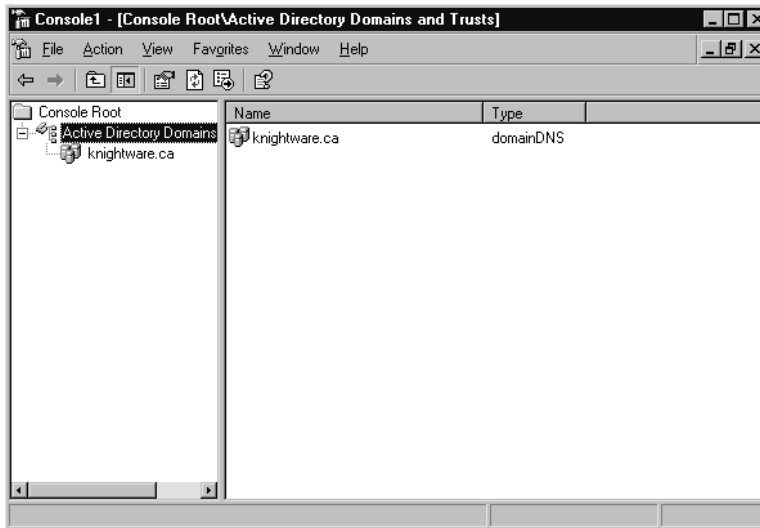 Console1 - [Console Root\Active Directory Domains and Trusts]
File Action View Favorites Window Help
Console Root
Active Directory Domains
knightware.ca
Name Type
knightware.ca domainDNS